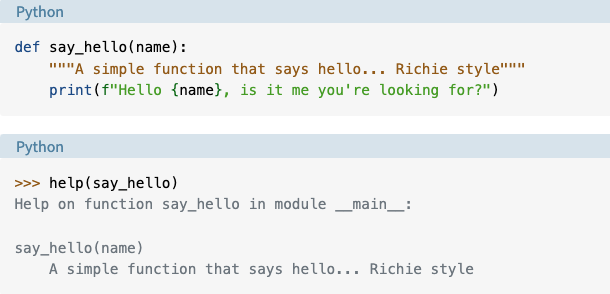 Python
def say_hello(name):
    """A simple function that says hello... Richie style"""
    print(f"Hello {name}, is it me you're looking for?")
Python
>>> help(say_hello)
Help on function say_hello in module __main__:
say_hello(name)
    A simple function that says hello... Richie style